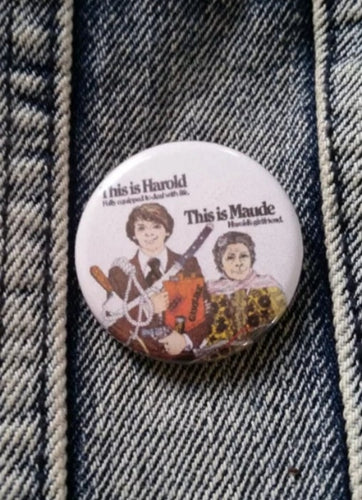 This is Harold
Fully equipped to deal with life.
This is Maude
Harold's girlfriend.